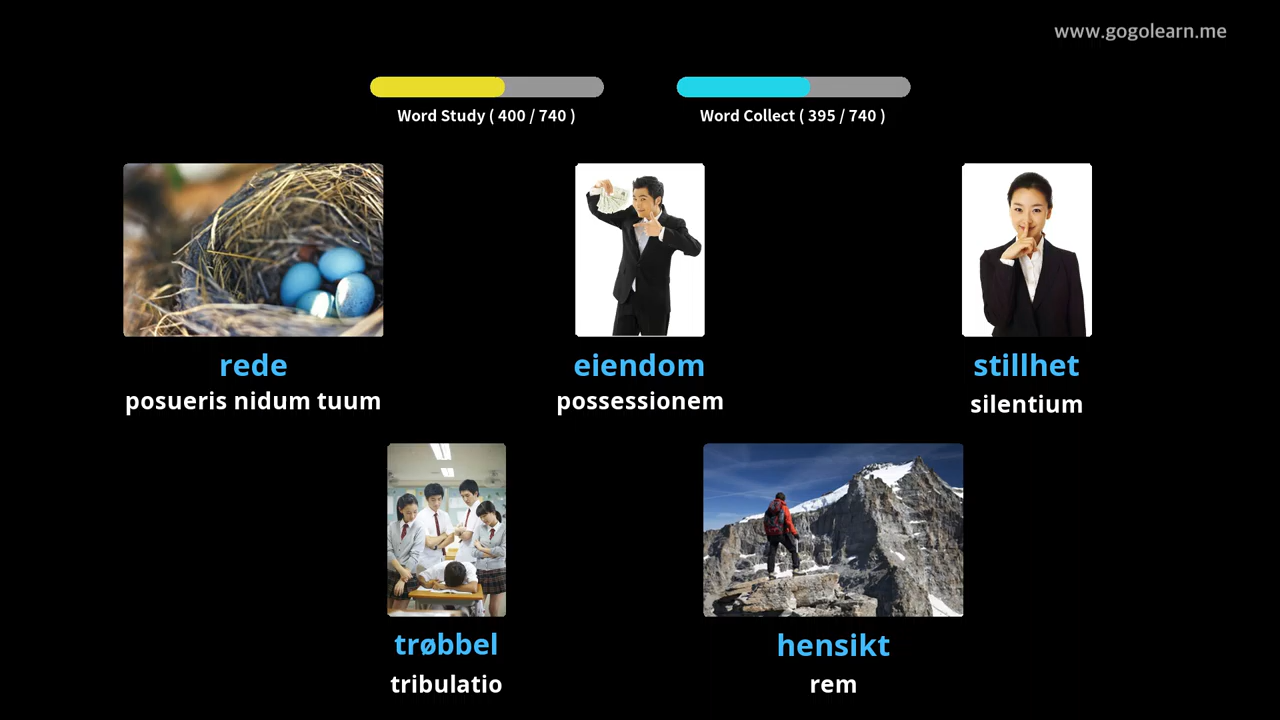 www.gogolearn.me
Word Study ( 400 / 740 )
Word Collect ( 395 / 740 )
rede
posueris nidum tuum
eiendom
possessionem
stillhet
silentium
trøbbel
tribulatio
hensikt
rem